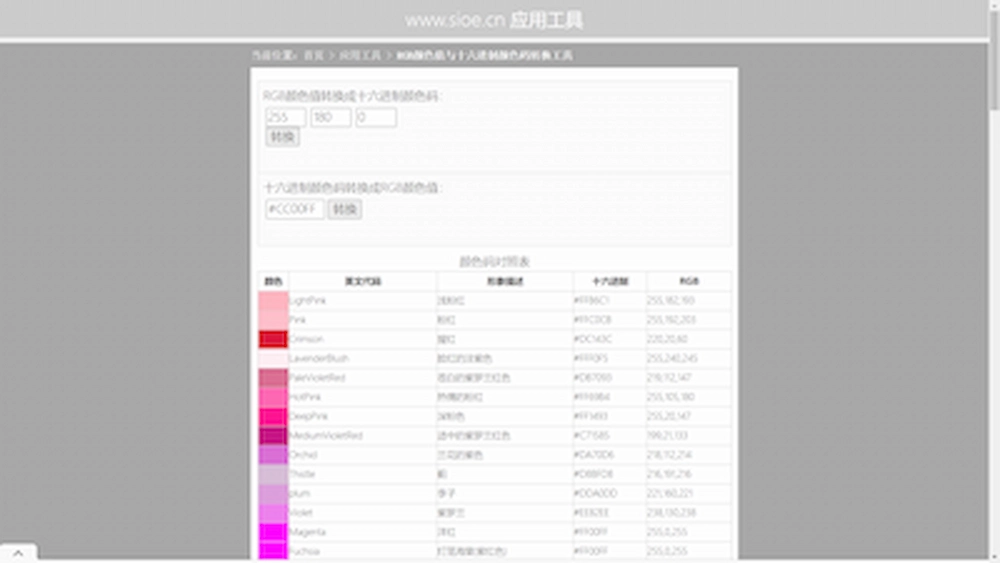 www.sioe.cn 应用工具
当前位置: 首页 > 应用工具 > RGB颜色值与十六进制颜色码转换工具
RGB颜色值转换成十六进制颜色码:
255 180 0
转换
十六进制颜色码转换成RGB颜色值:
#CC00FF 转换
颜色码对照表
颜色 英文代码 形象描述 十六进制 RGB
LightPink 浅粉红 #FFB6C1 255,182,193
Pink 粉红 #FFC0CB 255,192,203
Crimson 猩红 #DC143C 220,20,60
LavenderBlush 脸红的淡紫色 #FFF0F5 255,240,245
PaleVioletRed 苍白的紫罗兰红色 #DB7093 219,112,147
HotPink 热情的粉红 #FF69B4 255,105,180
DeepPink 深粉色 #FF1493 255,20,147
MediumVioletRed 适中的紫罗兰红色 #C71585 199,21,133
Orchid 兰花的紫色 #DA70D6 218,112,214
Thistle 蓟 #D8BFD8 216,191,216
plum 李子 #DDA0DD 221,160,221
Violet 紫罗兰 #EE82EE 238,130,238
Magenta 洋红 #FF00FF 255,0,255
Fuchsia 灯笼海棠(紫红色) #FF00FF 255,0,255